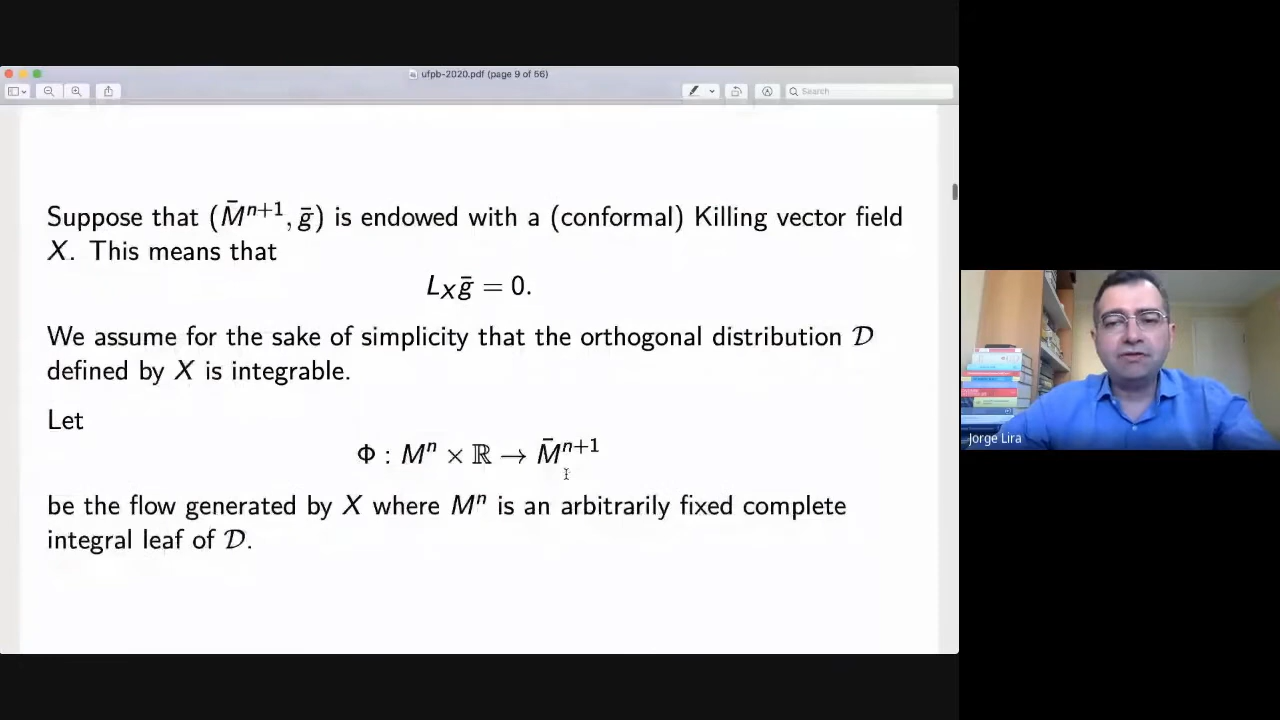 ufpb-2020.pdf (page 9 of 56)
Search
Suppose that (M̄ⁿ⁺¹, ḡ) is endowed with a (conformal) Killing vector field
X. This means that
L_X ḡ = 0.
We assume for the sake of simplicity that the orthogonal distribution 𝒟
defined by X is integrable.
Let
Φ : Mⁿ × ℝ → M̄ⁿ⁺¹
be the flow generated by X where Mⁿ is an arbitrarily fixed complete
integral leaf of 𝒟.
Jorge Lira